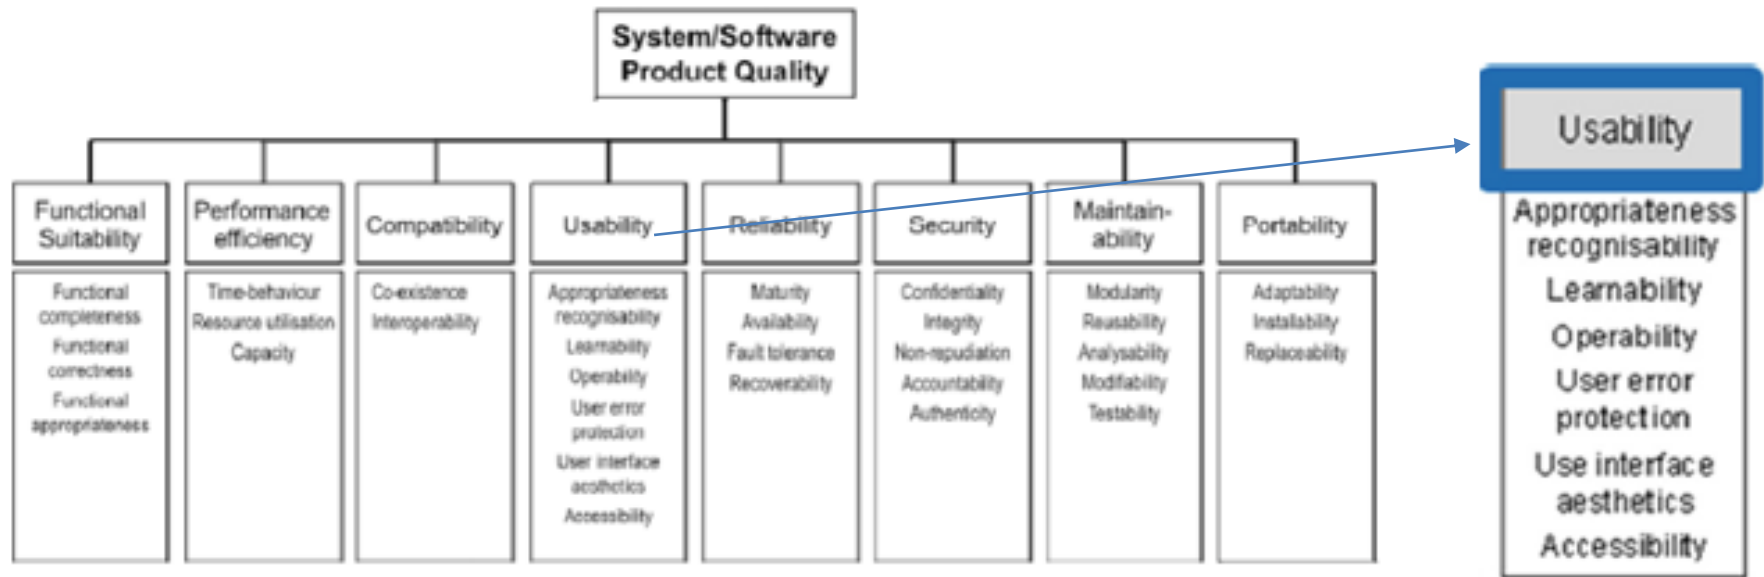 System/Software
Product Quality
Functional
Suitability
Functional
completeness
Functional
correctness
Functional
appropriateness
Performance
efficiency
Time-behaviour
Resource utilisation
Capacity
Compatibility
Co-existence
Interoperability
Usability
Appropriateness
recognisability
Learnability
Operability
User error
protection
User interface
aesthetics
Accessibility
Reliability
Maturity
Availability
Fault tolerance
Recoverability
Security
Confidentiality
Integrity
Non-repudiation
Accountability
Authenticity
Maintain-
ability
Modularity
Reusability
Analysability
Modifiability
Testability
Portability
Adaptability
Installability
Replaceability
Usability
Appropriateness
recognisability
Learnability
Operability
User error
protection
Use interface
aesthetics
Accessibility